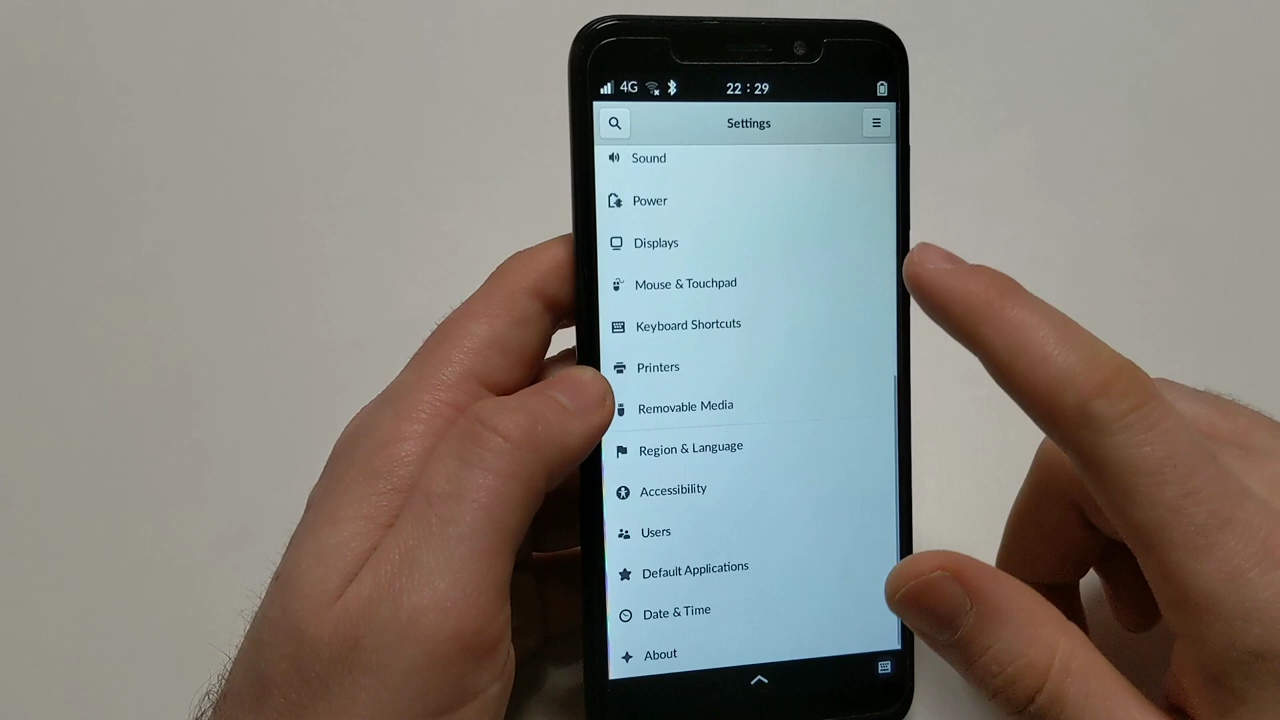 4G 22 : 29
Settings
Sound
Power
Displays
Mouse & Touchpad
Keyboard Shortcuts
Printers
Removable Media
Region & Language
Accessibility
Users
Default Applications
Date & Time
About